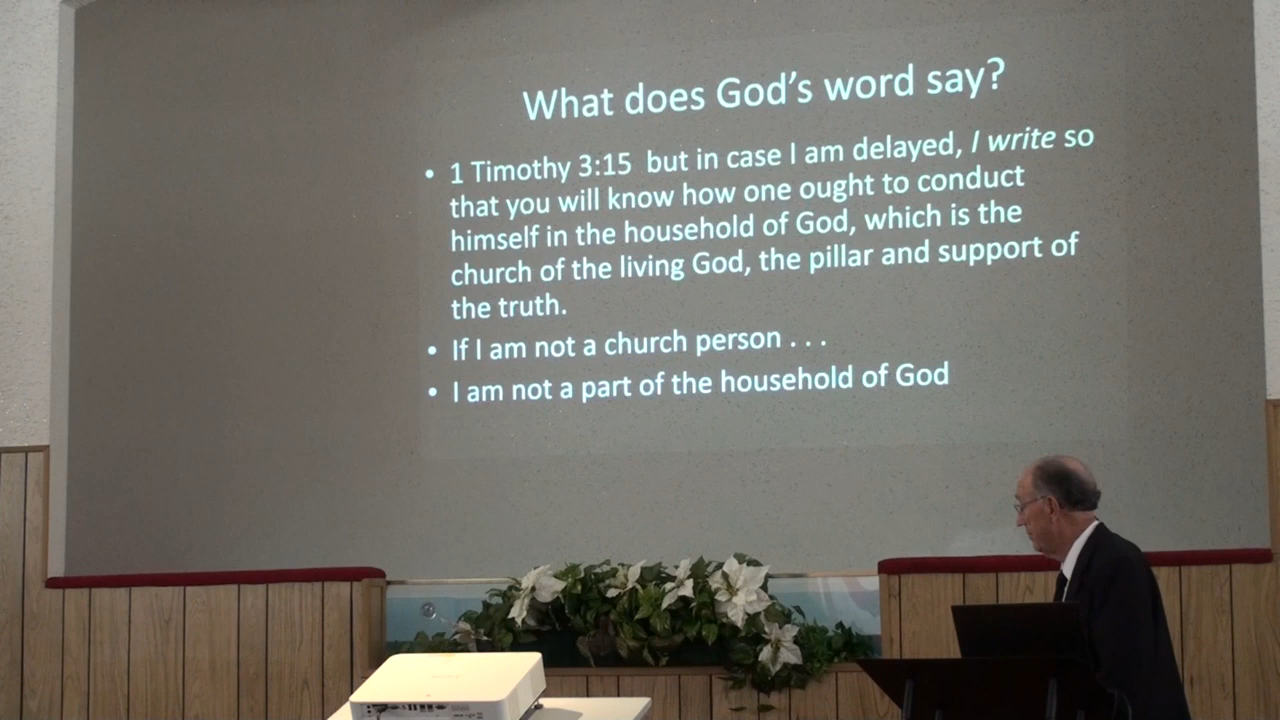 What does God's word say?
• 1 Timothy 3:15  but in case I am delayed, I write so
that you will know how one ought to conduct
himself in the household of God, which is the
church of the living God, the pillar and support of
the truth.
• If I am not a church person . . .
• I am not a part of the household of God